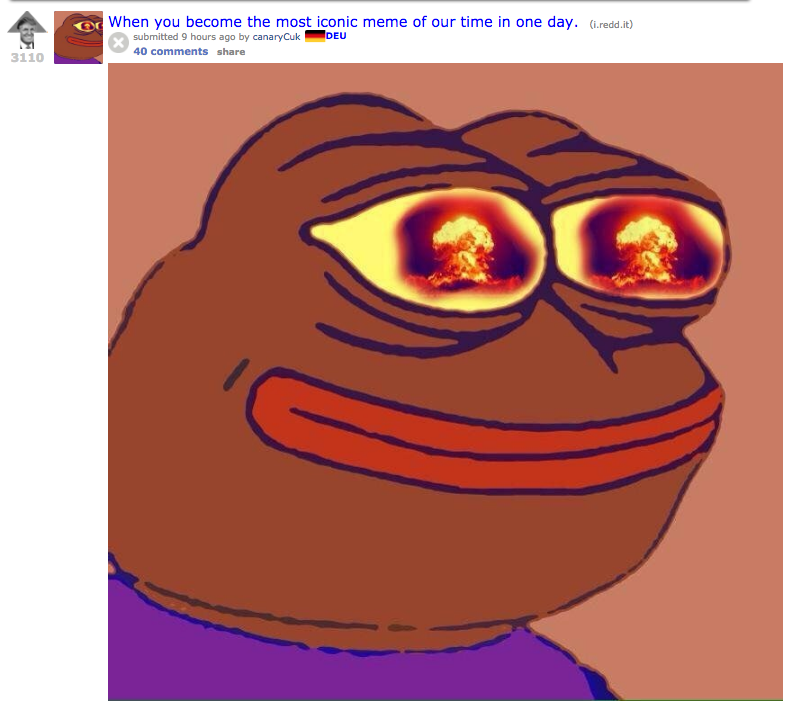 When you become the most iconic meme of our time in one day. (i.redd.it)
submitted 9 hours ago by canaryCuk DEU
3110
40 comments share